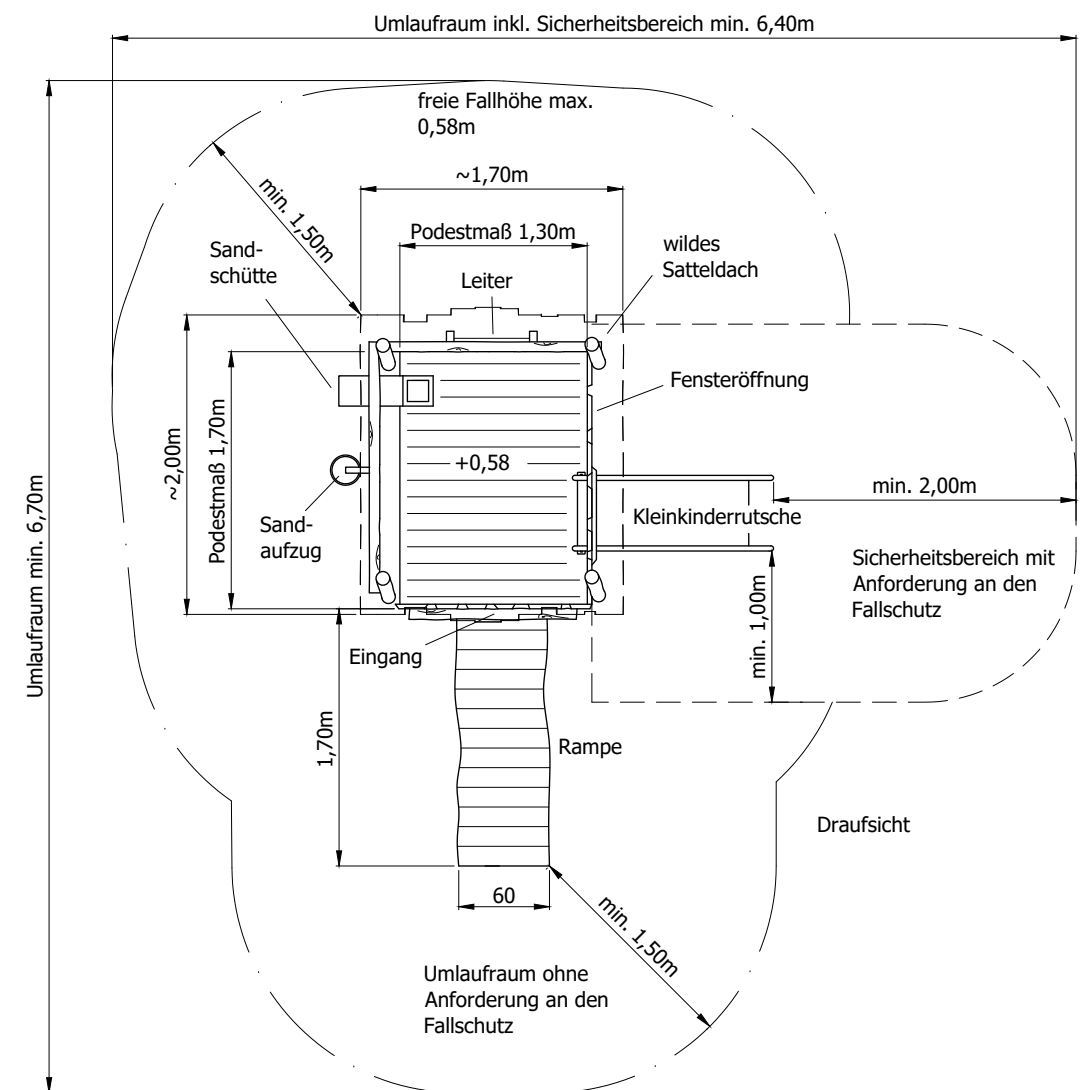 Umlaufraum inkl. Sicherheitsbereich min. 6,40m
freie Fallhöhe max.
0,58m
~1,70m
min. 1,50m
Podestmaß 1,30m
Sand-
schütte
Leiter
wildes
Satteldach
Fensteröffnung
~2,00m
Podestmaß 1,70m
+0,58
min. 2,00m
Kleinkinderrutsche
Sand-
aufzug
Sicherheitsbereich mit
Anforderung an den
Fallschutz
Umlaufraum min. 6,70m
min. 1,00m
Eingang
1,70m
Rampe
Draufsicht
60
min. 1,50m
Umlaufraum ohne
Anforderung an den
Fallschutz